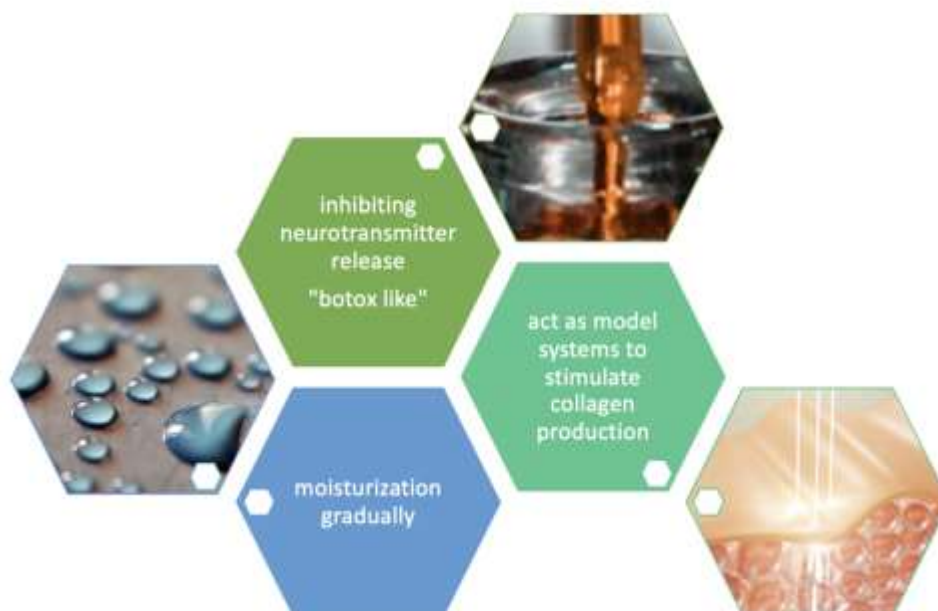 inhibiting
neurotransmitter
release
"botox like"
act as model
systems to
stimulate
collagen
production
moisturization
gradually